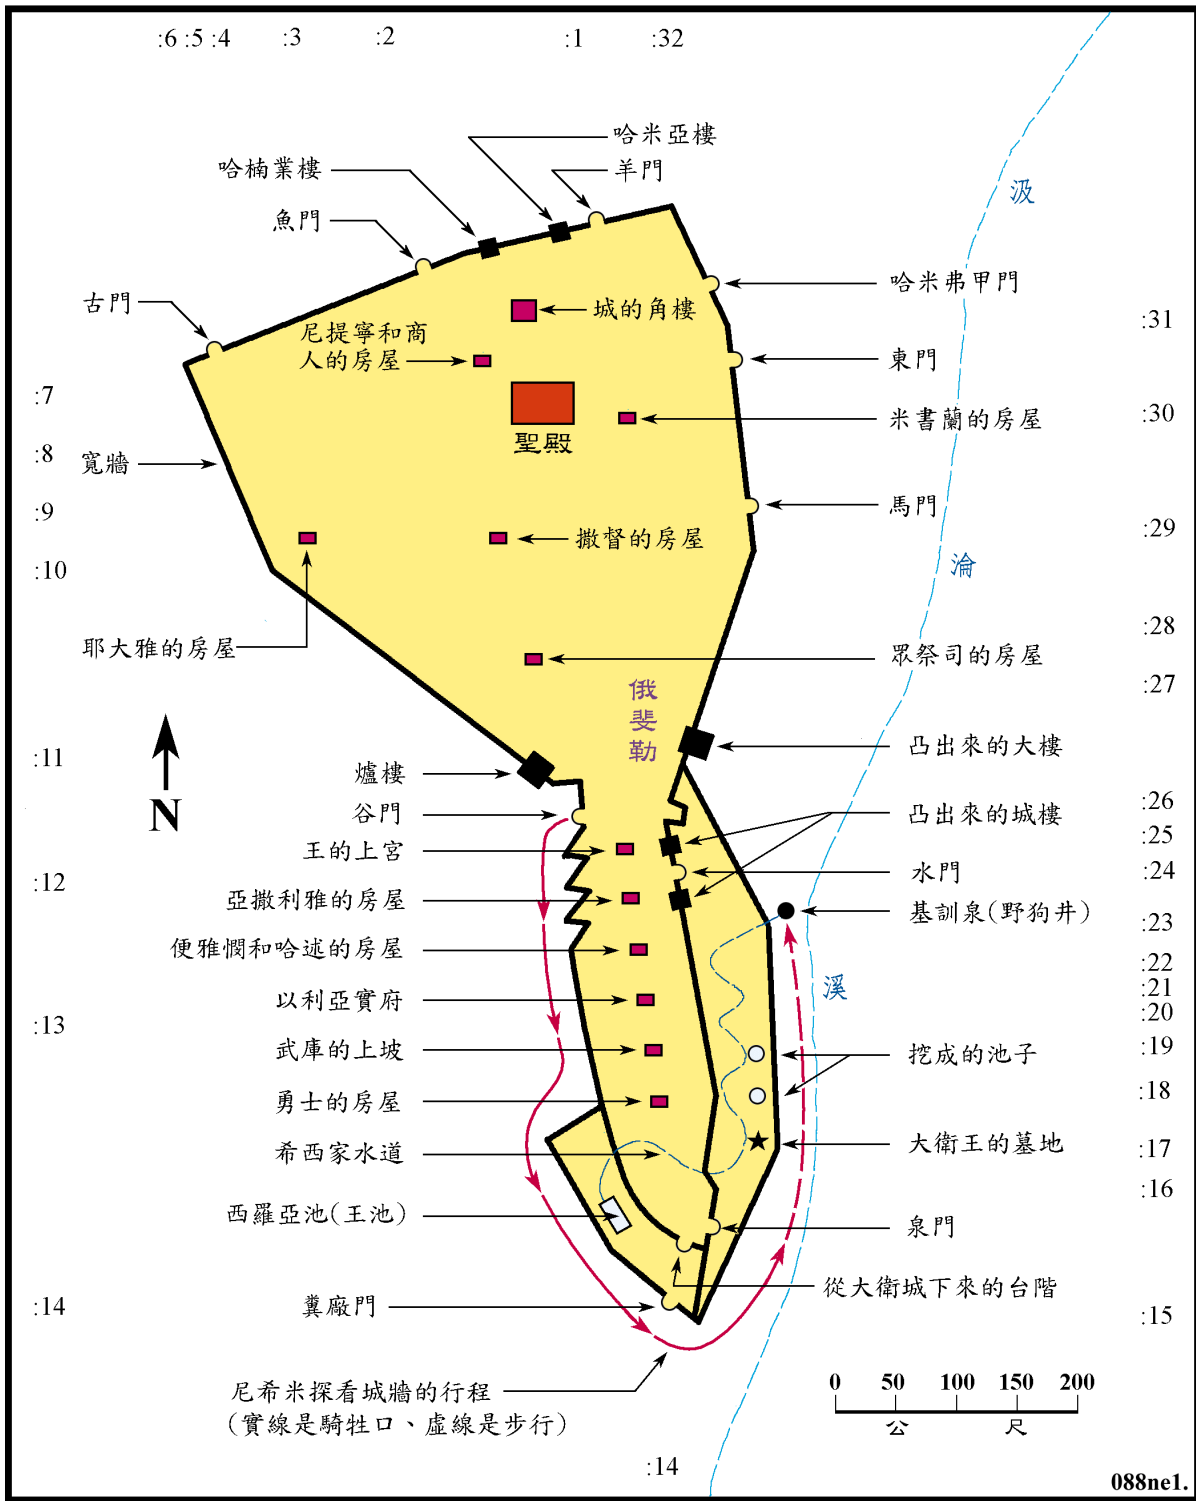 :6 :5 :4 :3 :2 :1 :32
哈米亞樓
哈楠業樓
羊門
汲
魚門
哈米弗甲門
古門
城的角樓
:31
尼提寧和商
人的房屋
東門
:7
:30
米書蘭的房屋
聖殿
:8
寬牆
:9
馬門
:29
撒督的房屋
:10
淪
:28
耶大雅的房屋
眾祭司的房屋
:27
俄
斐
勒
凸出來的大樓
:11
爐樓
:26
N
谷門
凸出來的城樓
:25
王的上宮
:24
水門
:12
亞撒利雅的房屋
基訓泉(野狗井)
:23
便雅憫和哈述的房屋
:22
溪
:21
以利亞實府
:20
:13
武庫的上坡
挖成的池子
:19
:18
勇士的房屋
希西家水道
大衛王的墓地
:17
:16
西羅亞池(王池)
泉門
從大衛城下來的台階
:14
糞廠門
:15
尼希米探看城牆的行程
(實線是騎牲口、虛線是步行)
0 50 100 150 200
公 尺
:14
088ne1.